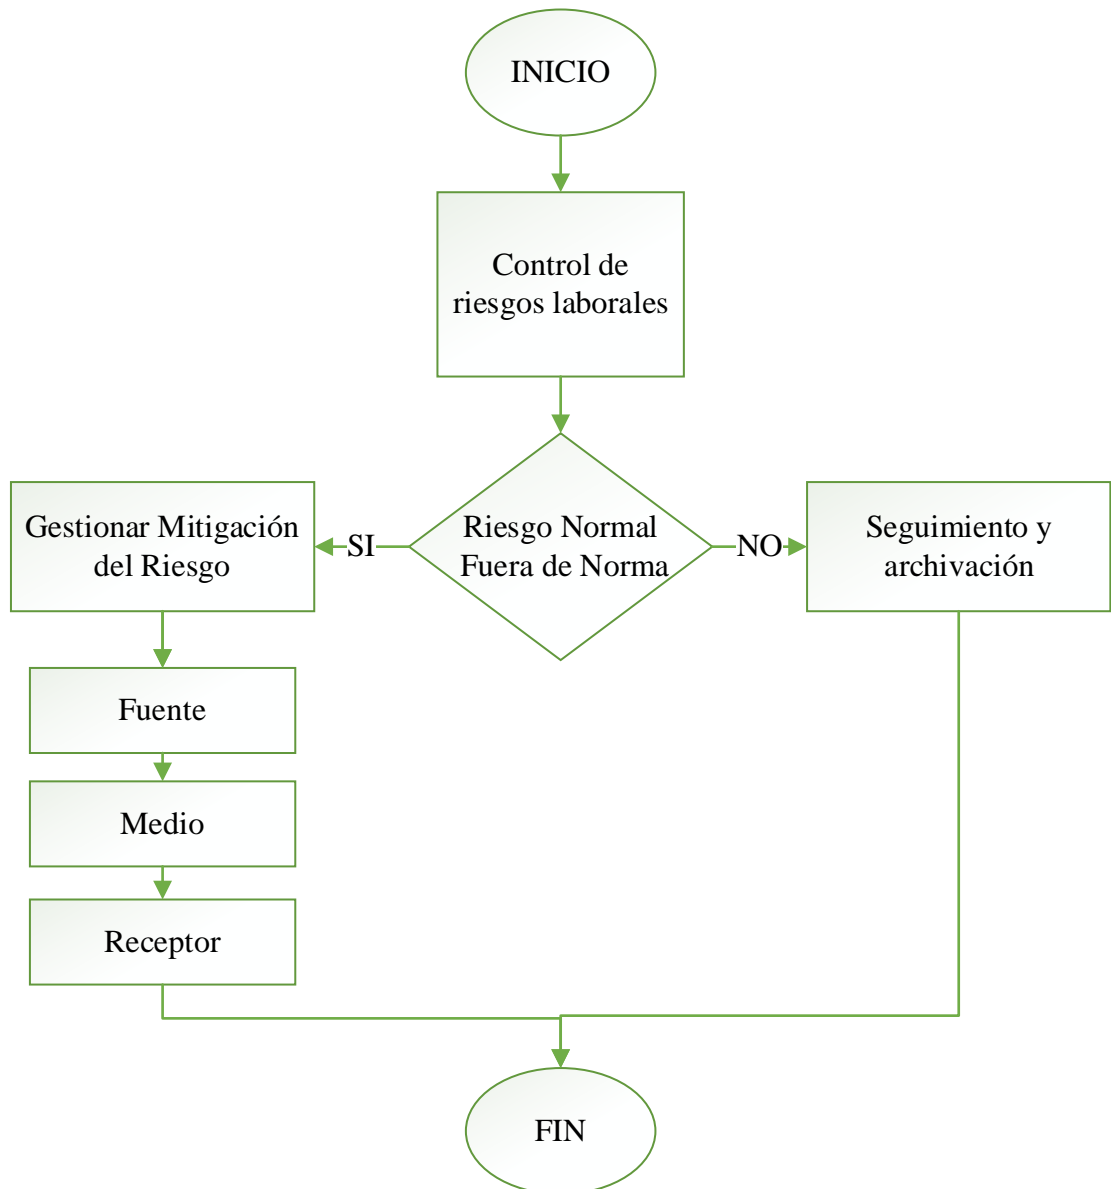 INICIO
Control de
riesgos laborales
Riesgo Normal
Fuera de Norma
SI
NO
Gestionar Mitigación
del Riesgo
Seguimiento y
archivación
Fuente
Medio
Receptor
FIN